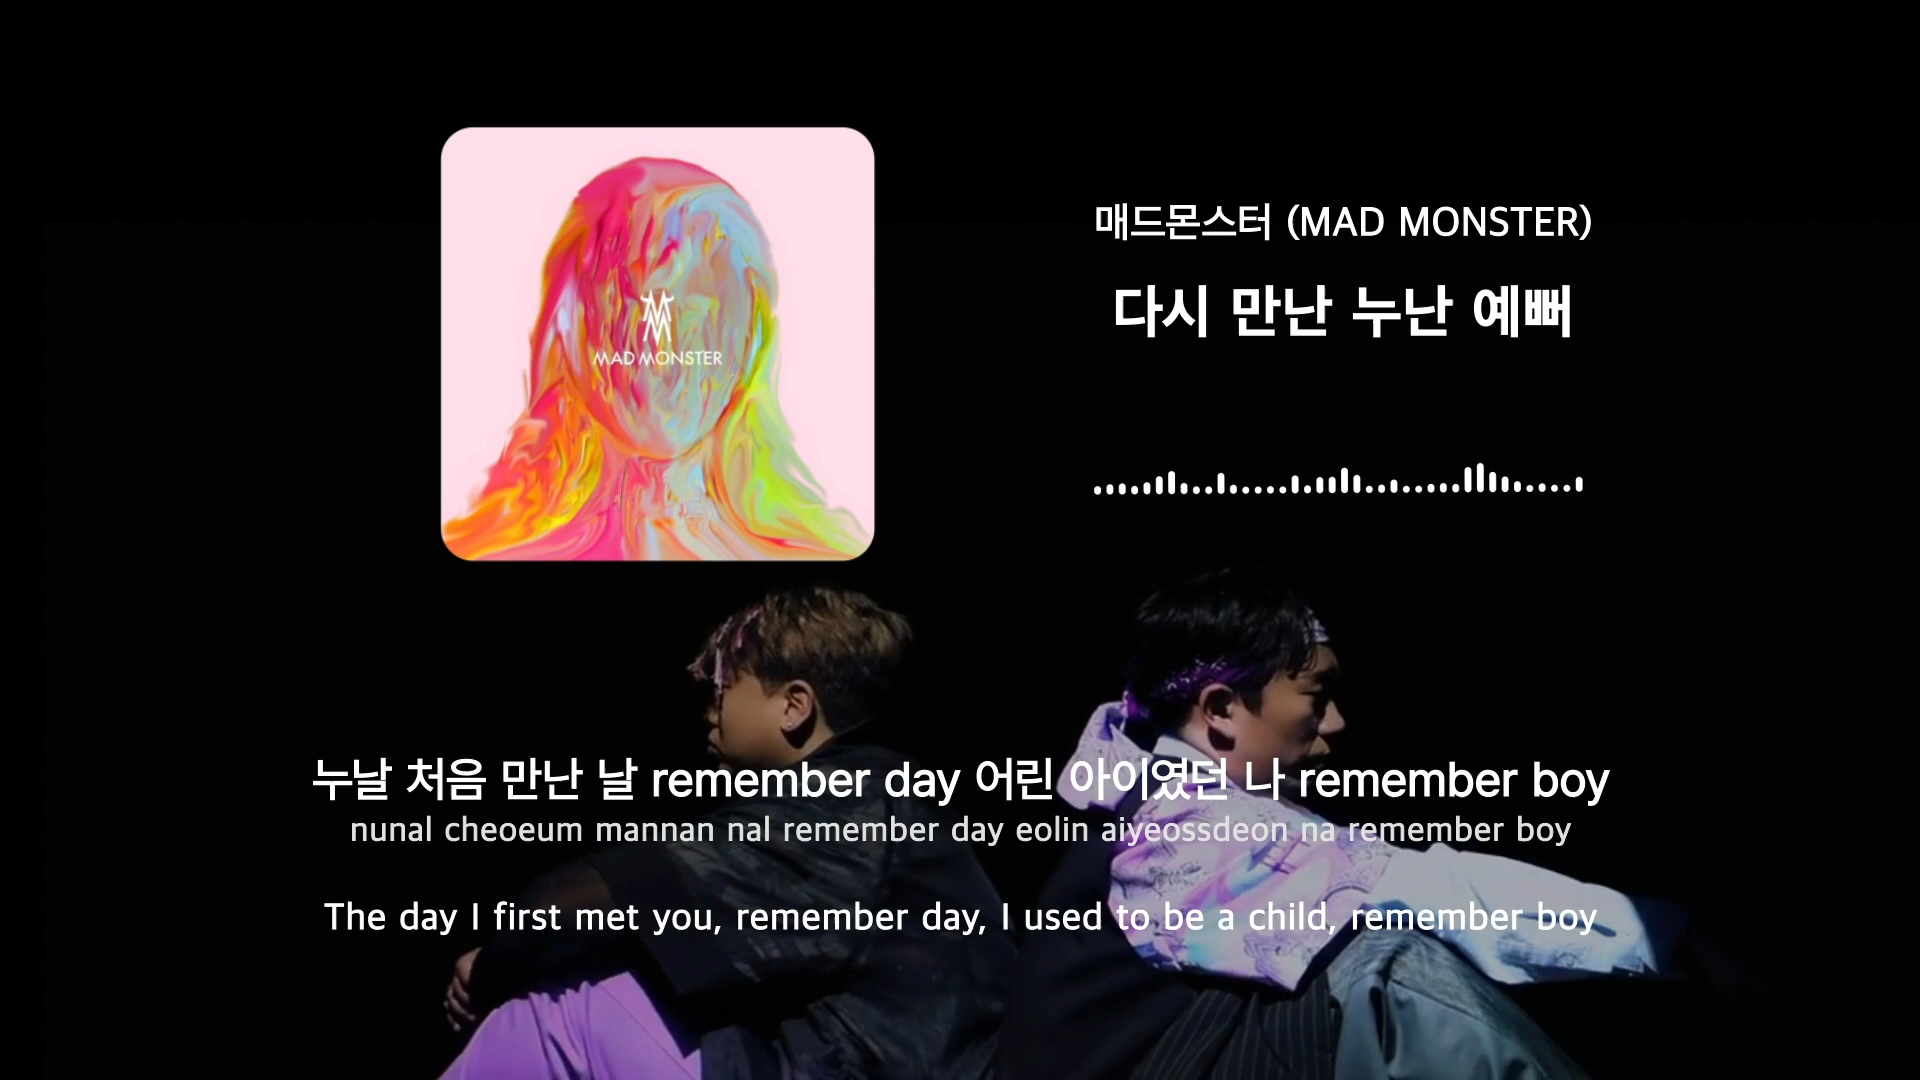 MAD MONSTER
매드몬스터 (MAD MONSTER)
다시 만난 누난 예뻐
누날 처음 만난 날 remember day 어린 아이였던 나 remember boy
nunal cheoeum mannan nal remember day eolin aiyeossdeon na remember boy
The day I first met you, remember day, I used to be a child, remember boy